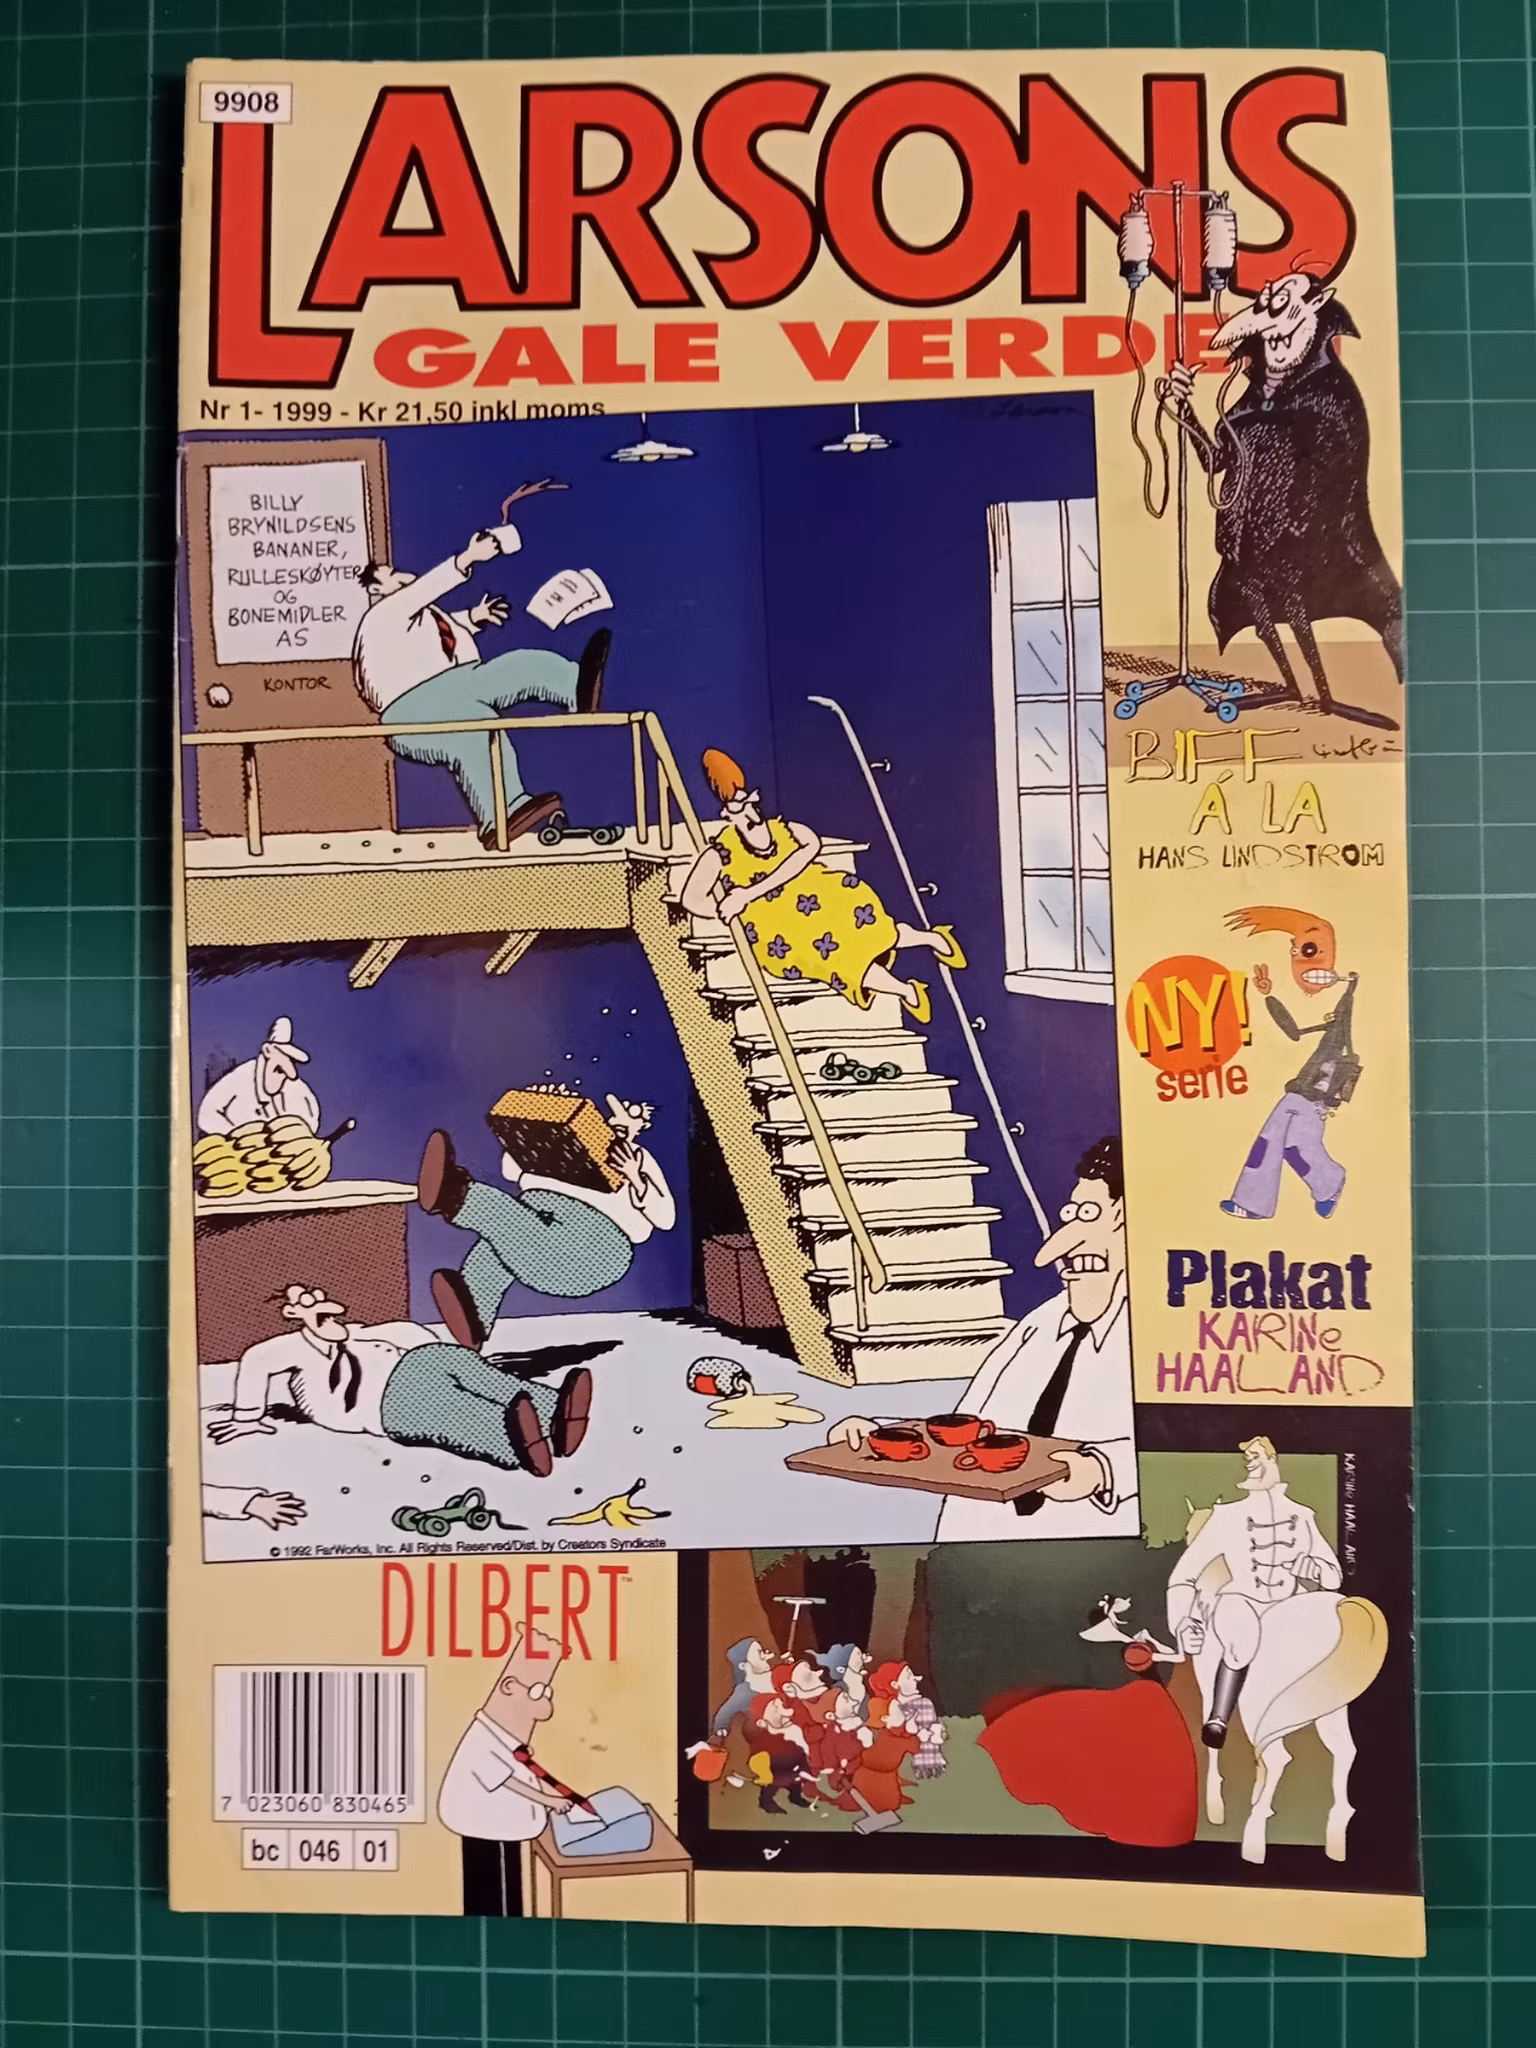 9908
LARSONS
GALE VERDE
Nr 1- 1999 - Kr 21,50 inkl moms
BILLY
BRYNILDSENS
BANANER,
RULLESKØYTER
OG
BONEMIDLER
AS
KONTOR
BIFF
Á LA
HANS LINDSTROM
NY!
serie
Plakat
KARINe
HAALAND
© 1992 FarWorks, Inc. All Rights Reserved/Dist. by Creators Syndicate
DILBERT™
7 023060 830465
bc 046 01